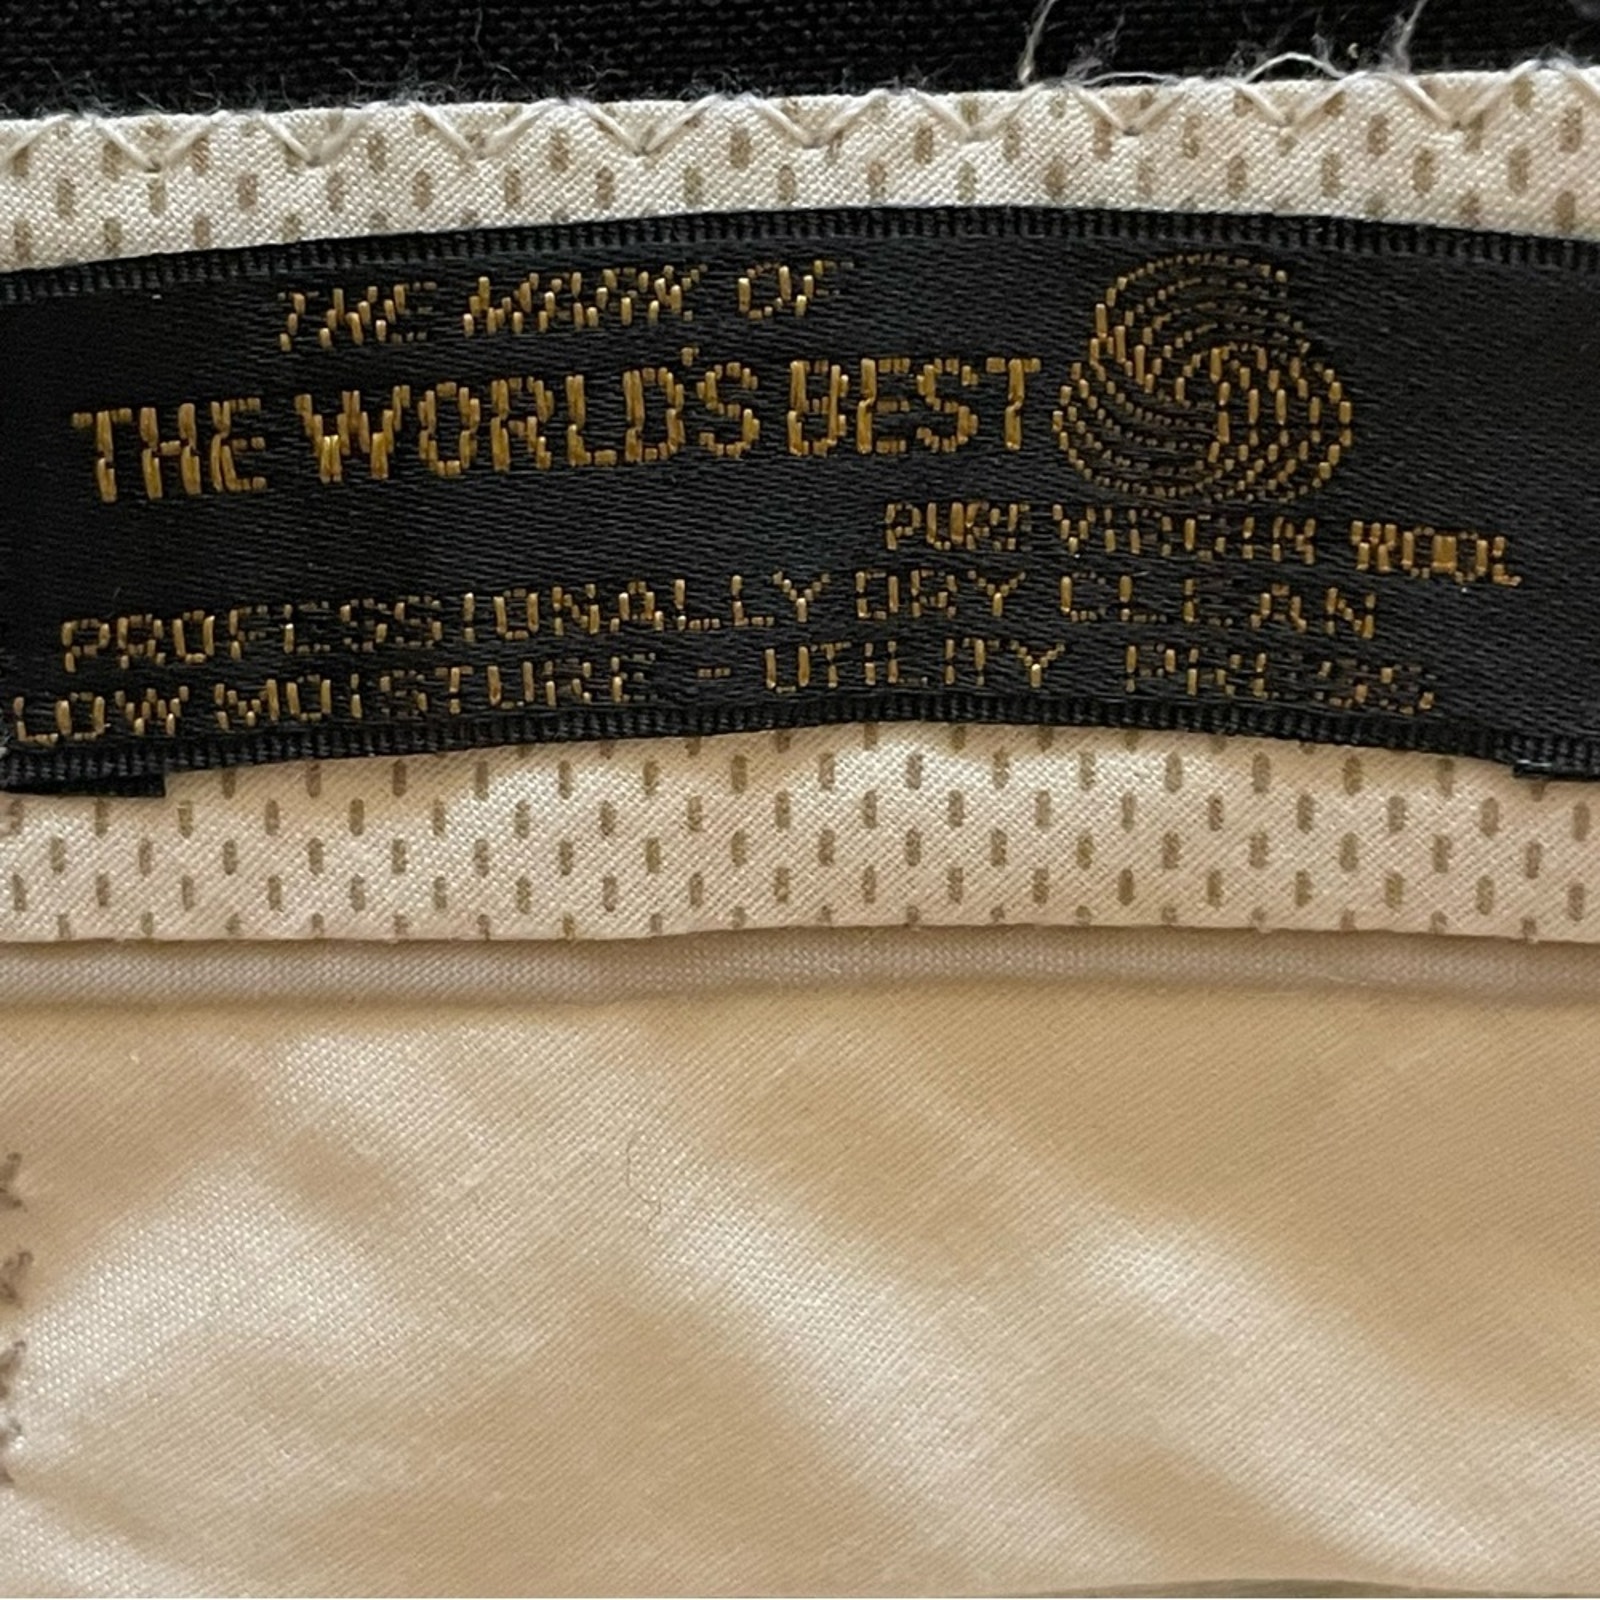 THE MARK OF
THE WORLD'S BEST
PURE VIRGIN WOOL
PROFESSIONALLY DRY CLEAN
LOW MOISTURE - UTILITY PRESS.